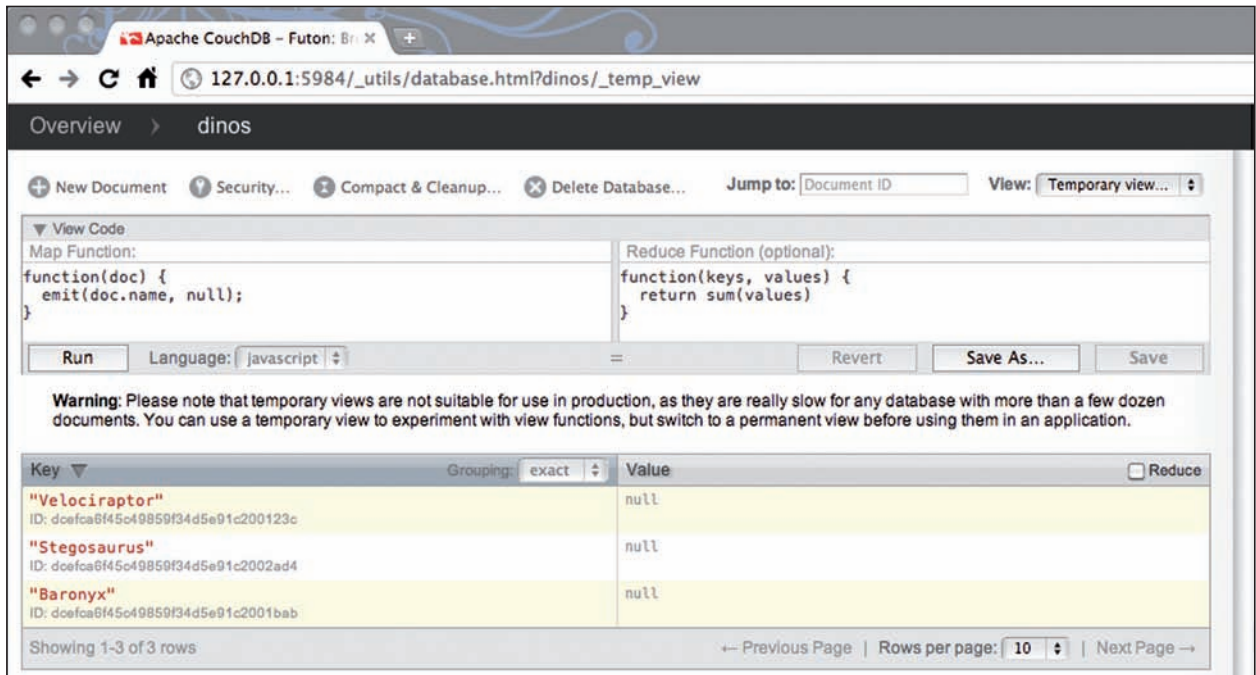 Apache CouchDB – Futon: Br
127.0.0.1:5984/_utils/database.html?dinos/_temp_view
Overview > dinos
New Document Security... Compact & Cleanup... Delete Database... Jump to: Document ID View: Temporary view...
▼ View Code
Map Function: Reduce Function (optional):
function(doc) { function(keys, values) {
emit(doc.name, null); return sum(values)
} }
Run Language: javascript = Revert Save As... Save
Warning: Please note that temporary views are not suitable for use in production, as they are really slow for any database with more than a few dozen
documents. You can use a temporary view to experiment with view functions, but switch to a permanent view before using them in an application.
Key ▼ Grouping: exact Value Reduce
"Velociraptor" null
ID: dcefca6f45c49859f34d5e91c200123c
"Stegosaurus" null
ID: dcefca6f45c49859f34d5e91c2002ad4
"Baronyx" null
ID: dcefca6f45c49859f34d5e91c2001bab
Showing 1-3 of 3 rows ← Previous Page | Rows per page: 10 | Next Page →